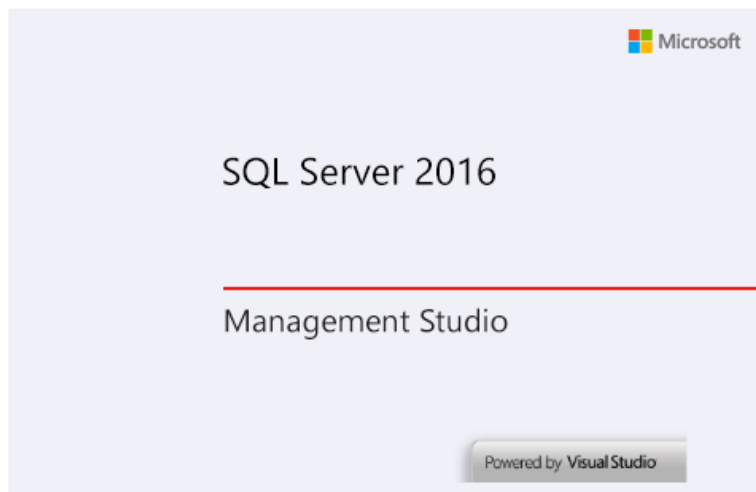 Microsoft
SQL Server 2016
Management Studio
Powered by Visual Studio